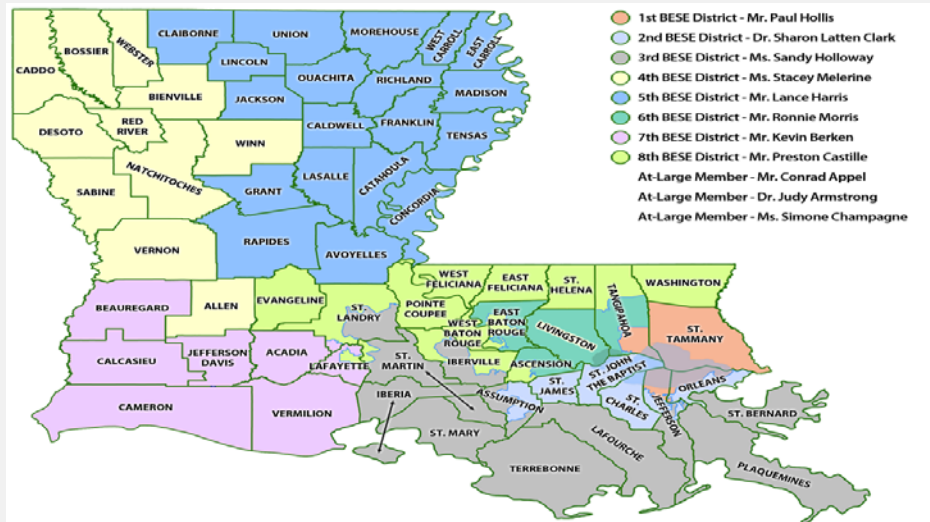 1st BESE District - Mr. Paul Hollis
2nd BESE District - Dr. Sharon Latten Clark
3rd BESE District - Ms. Sandy Holloway
4th BESE District - Ms. Stacey Melerine
5th BESE District - Mr. Lance Harris
6th BESE District - Mr. Ronnie Morris
7th BESE District - Mr. Kevin Berken
8th BESE District - Mr. Preston Castille
At-Large Member - Mr. Conrad Appel
At-Large Member - Dr. Judy Armstrong
At-Large Member - Ms. Simone Champagne
CADDO
BOSSIER
WEBSTER
CLAIBORNE
UNION
MOREHOUSE
WEST
CARROLL
EAST
CARROLL
LINCOLN
OUACHITA
RICHLAND
MADISON
BIENVILLE
JACKSON
DESOTO
RED
RIVER
WINN
CALDWELL
FRANKLIN
TENSAS
SABINE
NATCHITOCHES
GRANT
LASALLE
CATAHOULA
CONCORDIA
VERNON
RAPIDES
AVOYELLES
BEAUREGARD
ALLEN
EVANGELINE
ST.
LANDRY
POINTE
COUPEE
WEST
FELICIANA
EAST
FELICIANA
ST.
HELENA
TANGIPAHOA
WASHINGTON
WEST
BATON
ROUGE
EAST
BATON
ROUGE
LIVINGSTON
ST.
TAMMANY
CALCASIEU
JEFFERSON
DAVIS
ACADIA
LAFAYETTE
ST.
MARTIN
IBERVILLE
ASCENSION
ST. JOHN
THE BAPTIST
ORLEANS
CAMERON
VERMILION
IBERIA
ASSUMPTION
ST.
JAMES
ST.
CHARLES
JEFFERSON
ST. BERNARD
ST. MARY
LAFOURCHE
TERREBONNE
PLAQUEMINES